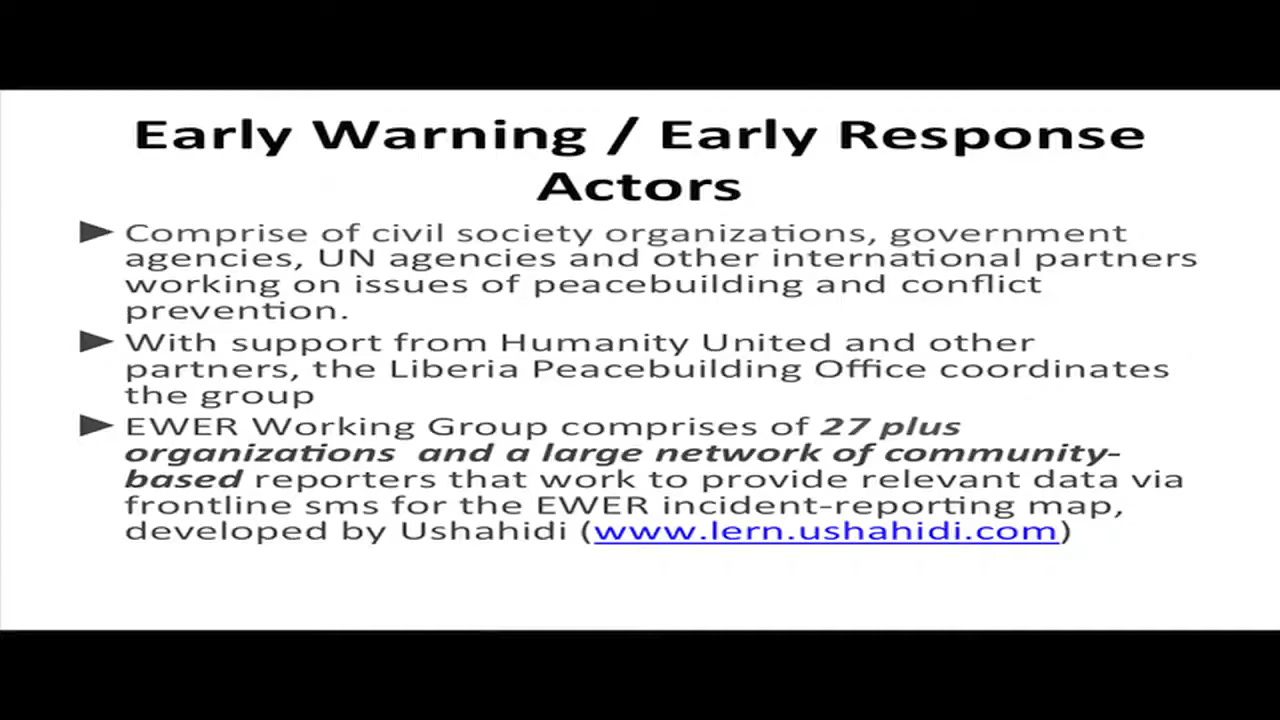 Early Warning / Early Response
Actors
Comprise of civil society organizations, government
agencies, UN agencies and other international partners
working on issues of peacebuilding and conflict
prevention.
With support from Humanity United and other
partners, the Liberia Peacebuilding Office coordinates
the group
EWER Working Group comprises of 27 plus
organizations and a large network of community-
based reporters that work to provide relevant data via
frontline sms for the EWER incident-reporting map,
developed by Ushahidi (www.lern.ushahidi.com)